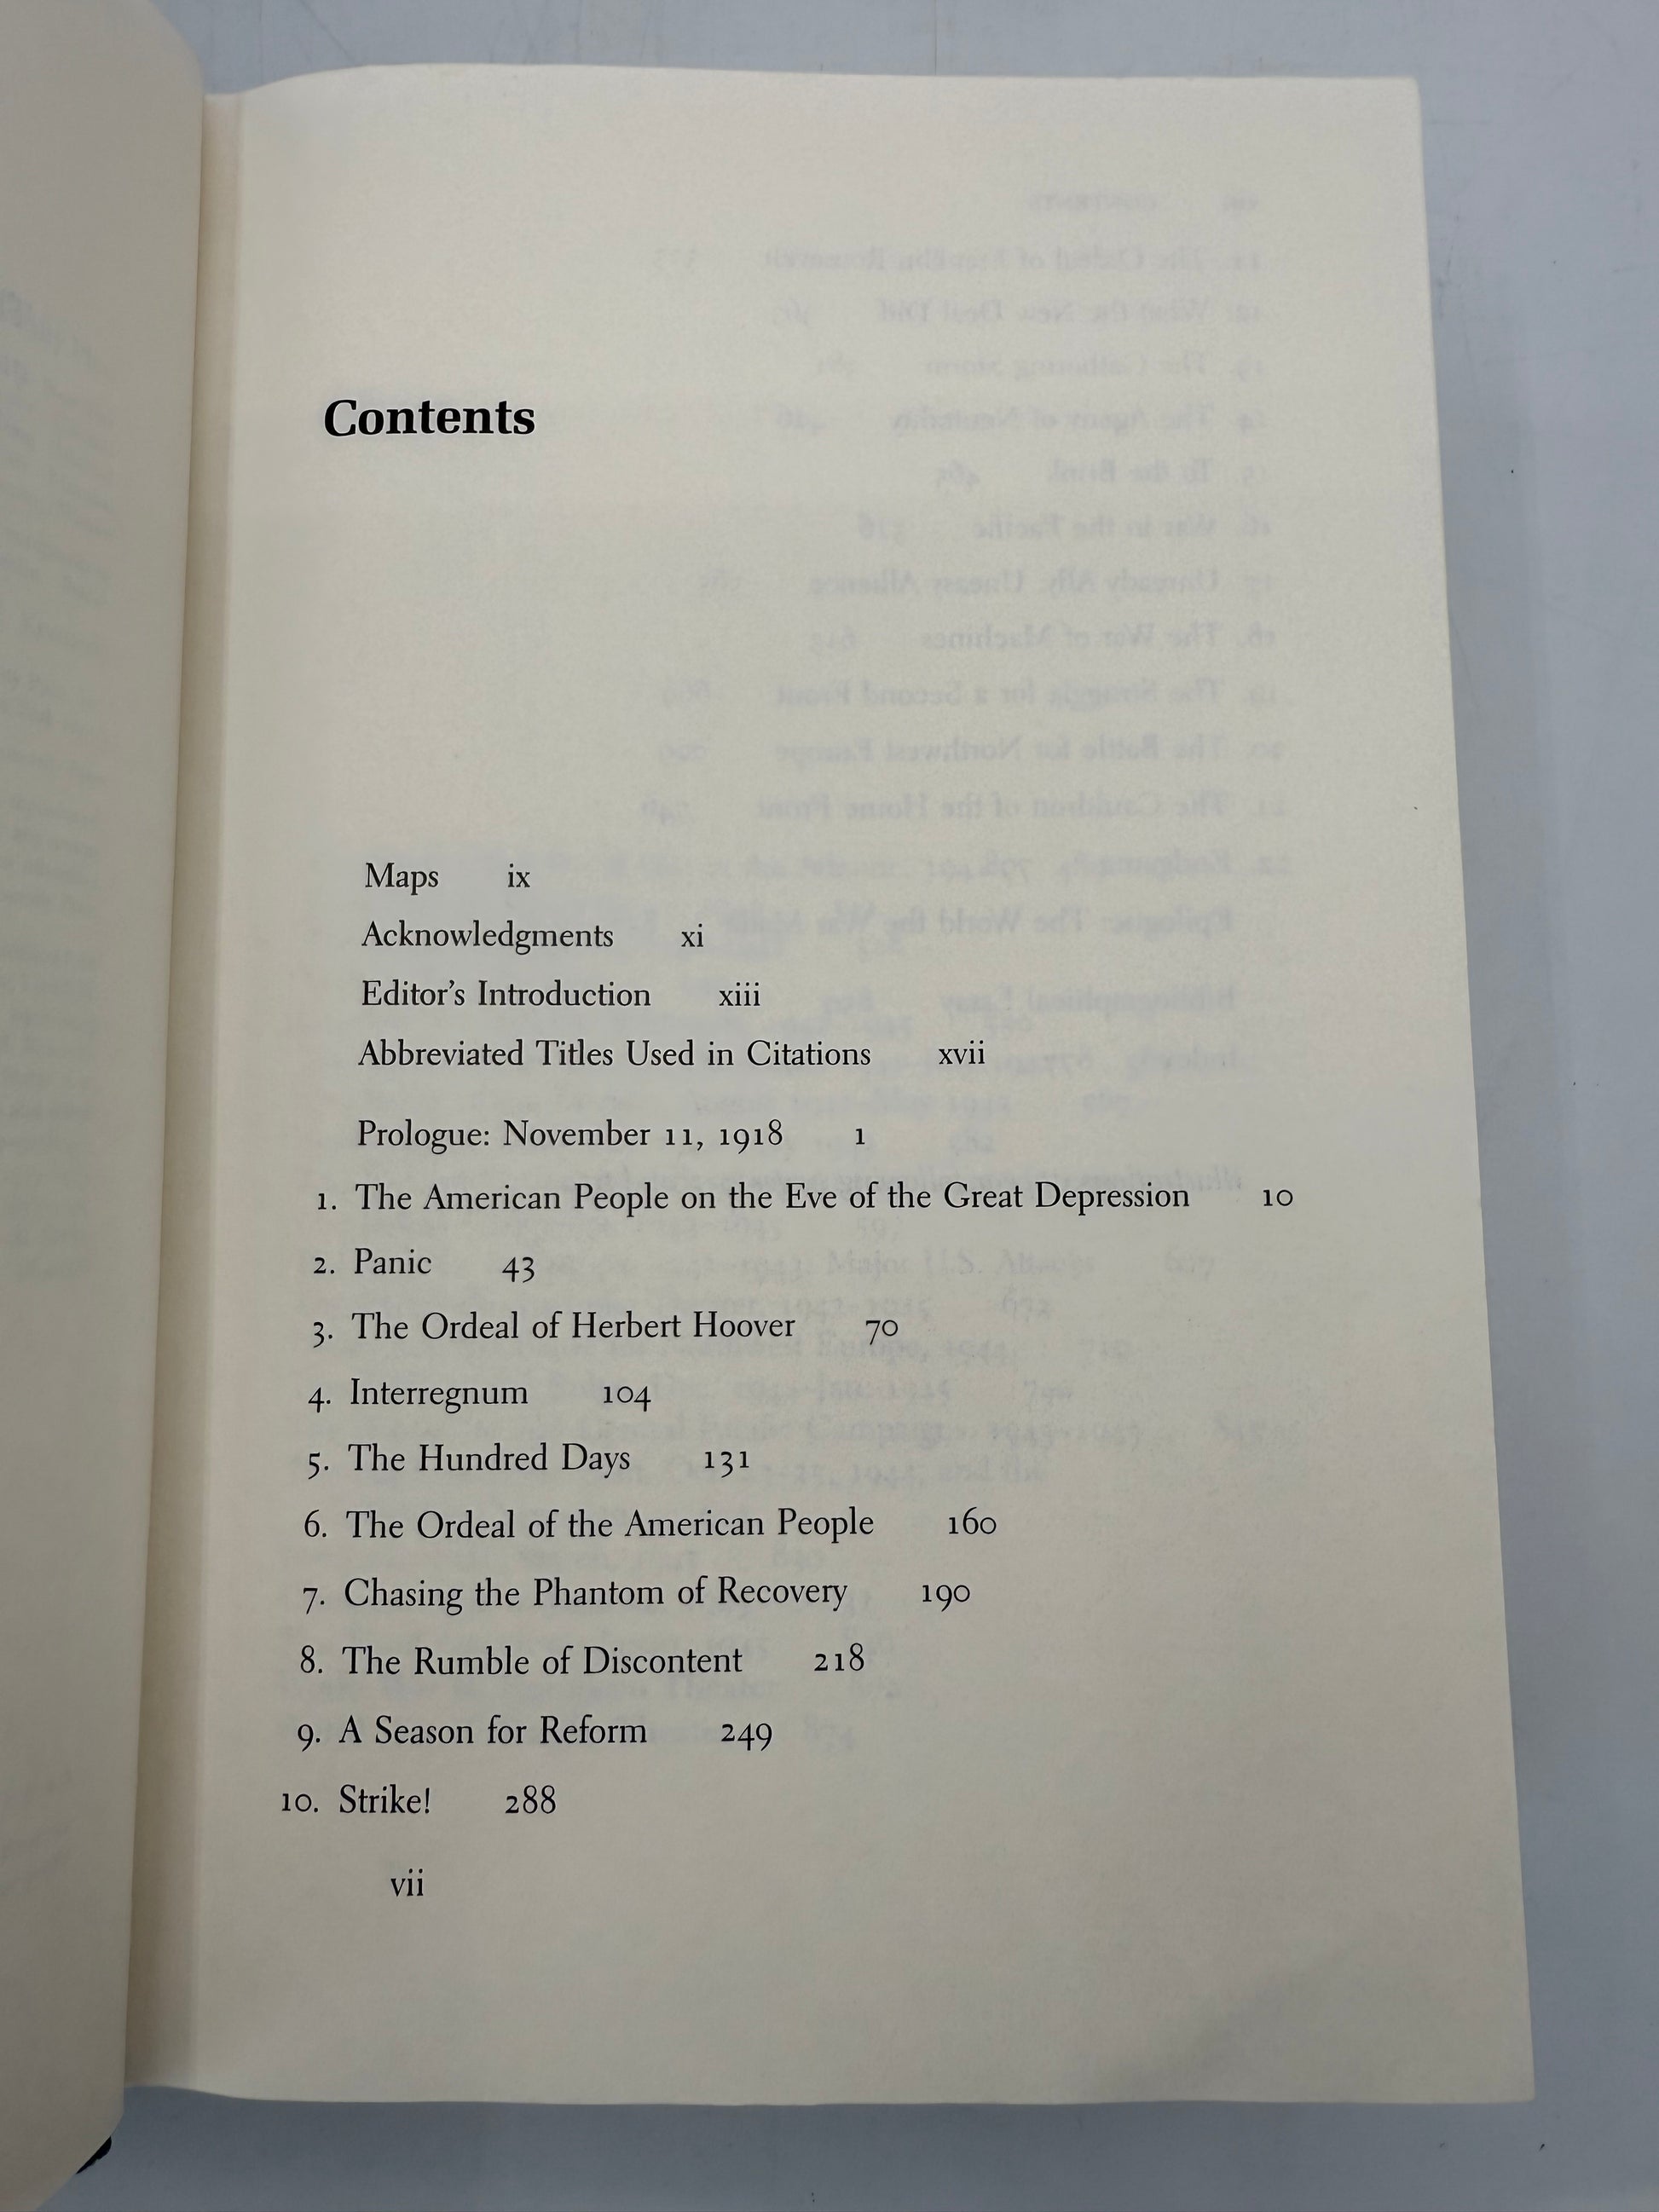 Contents
Maps ix
Acknowledgments xi
Editor's Introduction xiii
Abbreviated Titles Used in Citations xvii
Prologue: November 11, 1918 1
1. The American People on the Eve of the Great Depression 10
2. Panic 43
3. The Ordeal of Herbert Hoover 70
4. Interregnum 104
5. The Hundred Days 131
6. The Ordeal of the American People 160
7. Chasing the Phantom of Recovery 190
8. The Rumble of Discontent 218
9. A Season for Reform 249
10. Strike! 288
vii